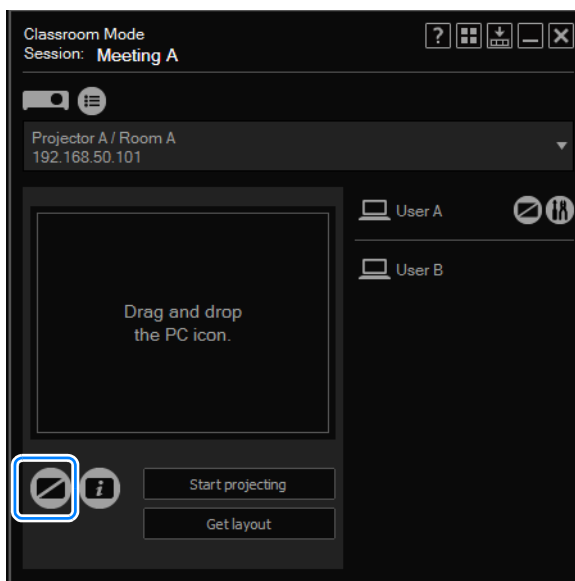 Classroom Mode
Session: Meeting A
?
Projector A / Room A
192.168.50.101
User A
User B
Drag and drop
the PC icon.
i
Start projecting
Get layout